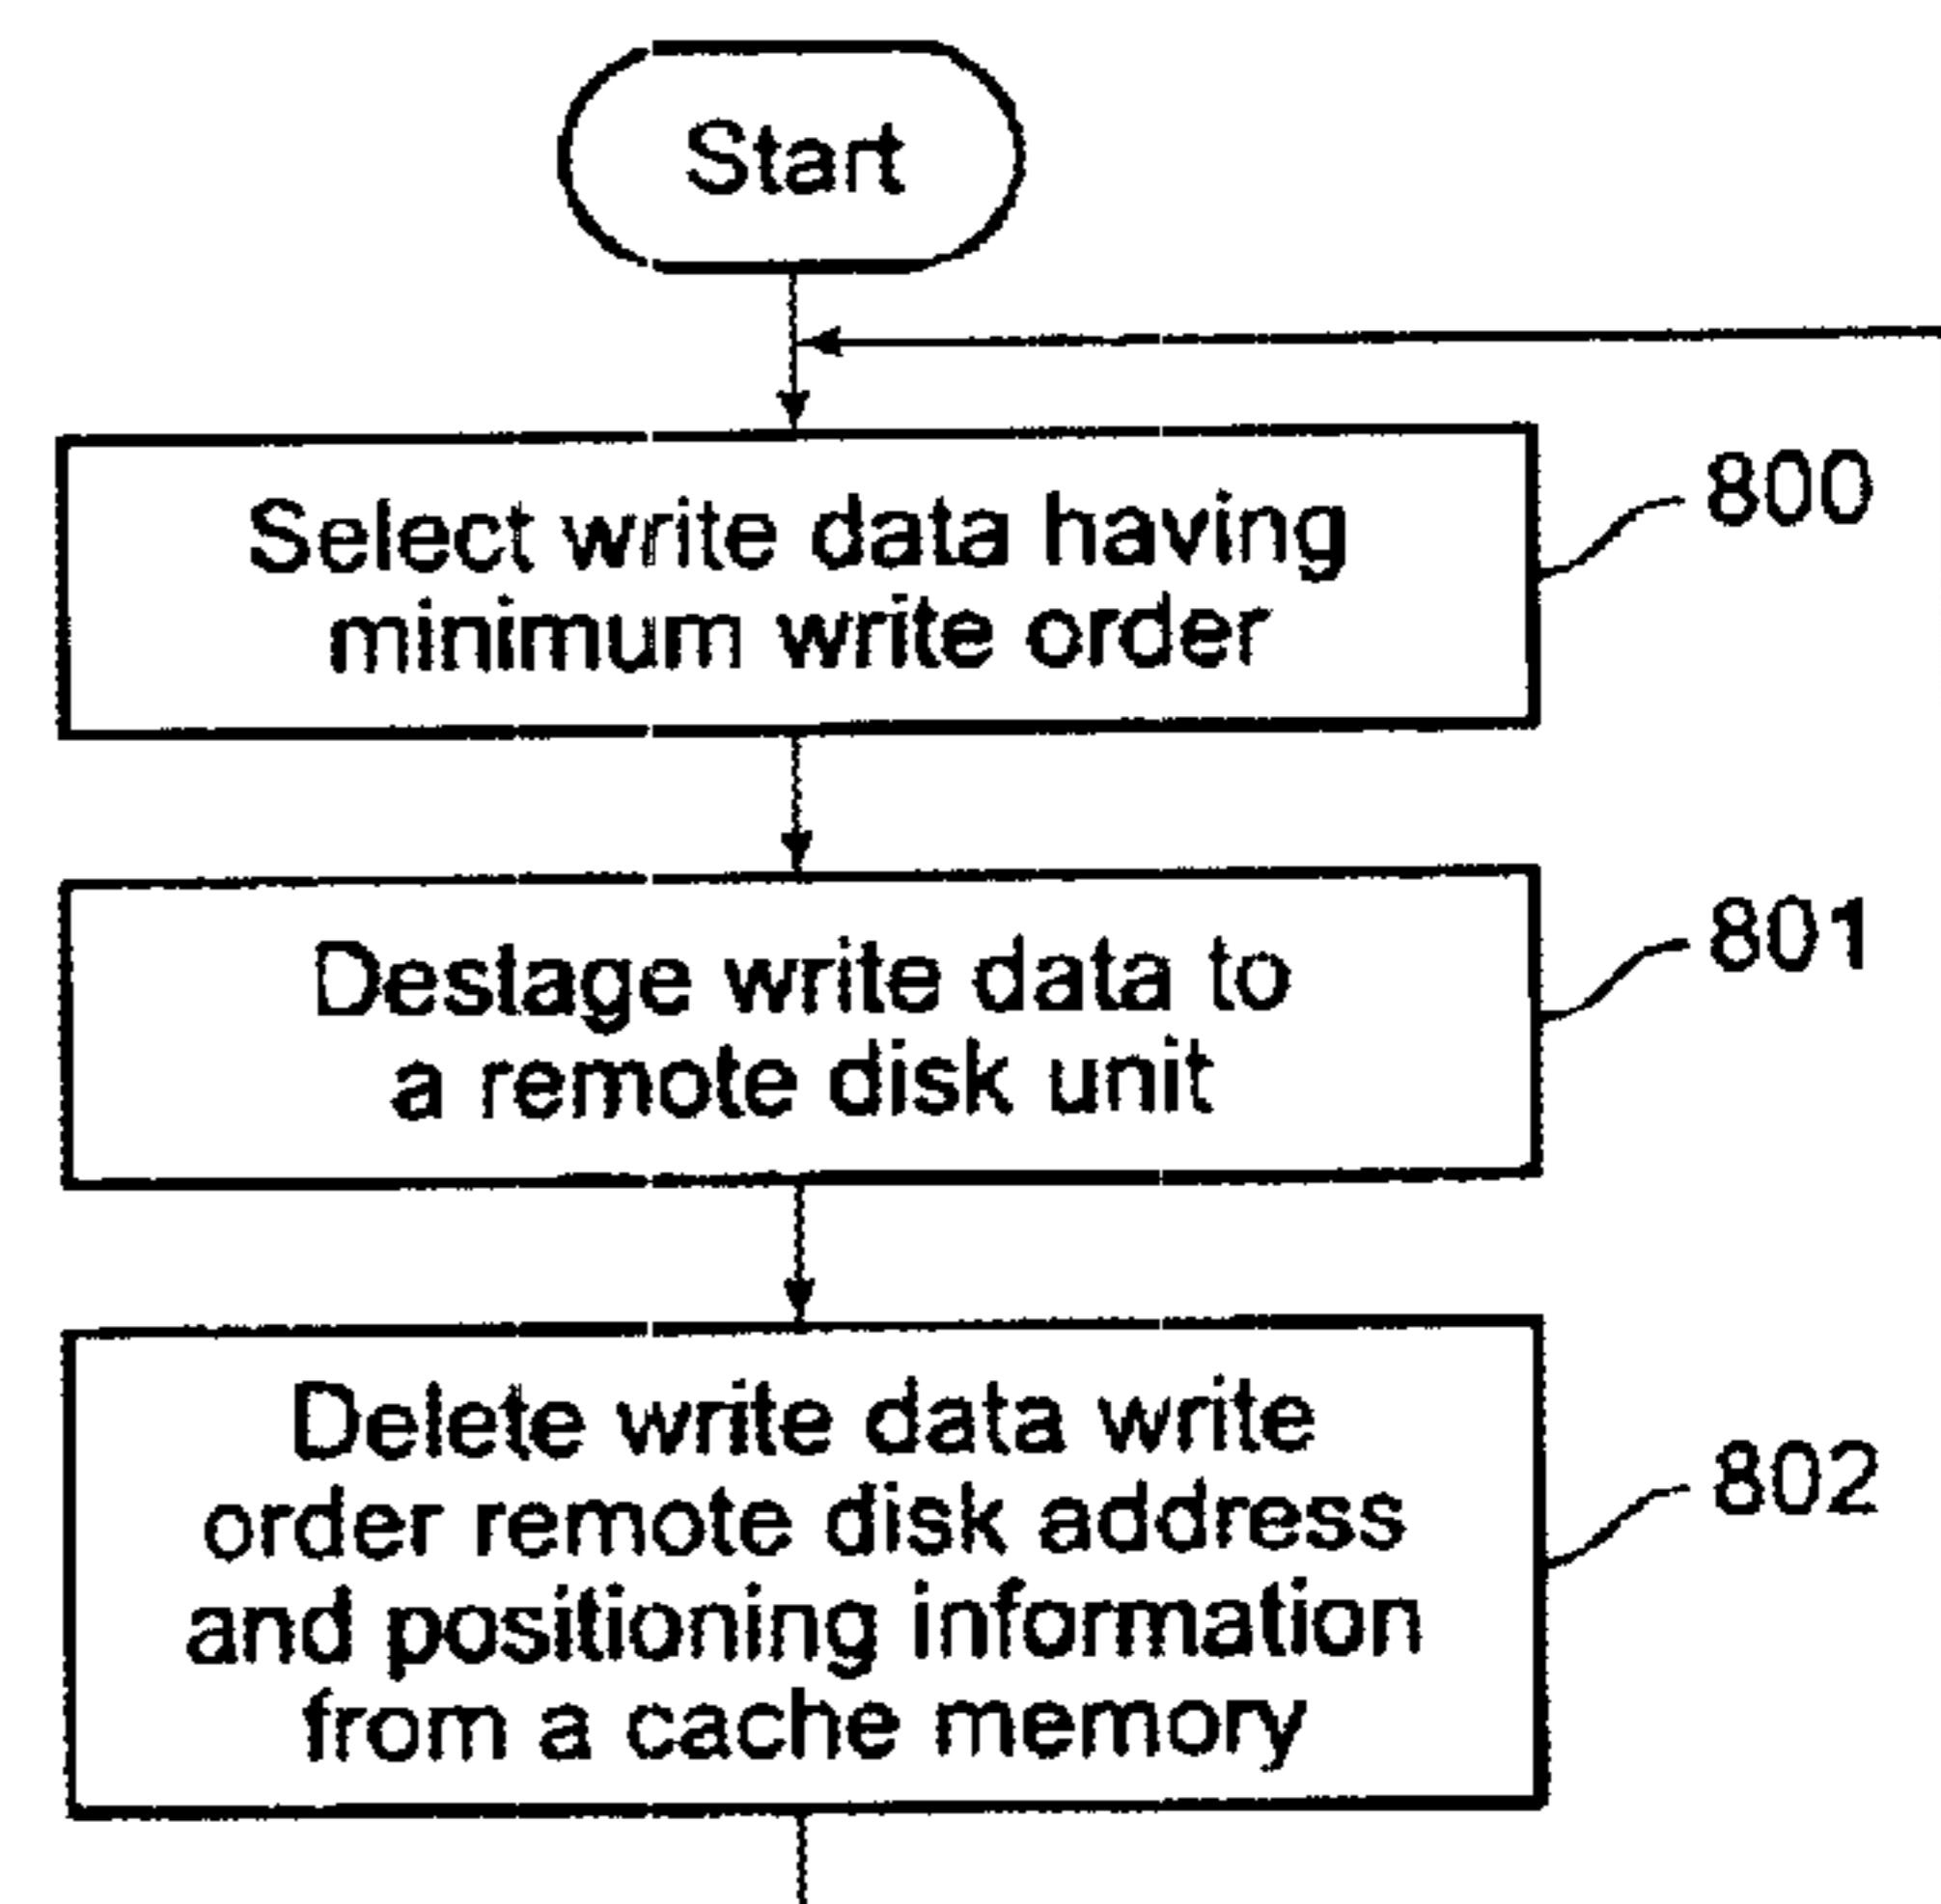 Start
Select write data having
minimum write order
800
Destage write data to
a remote disk unit
801
Delete write data write
order remote disk address
and positioning information
from a cache memory
802